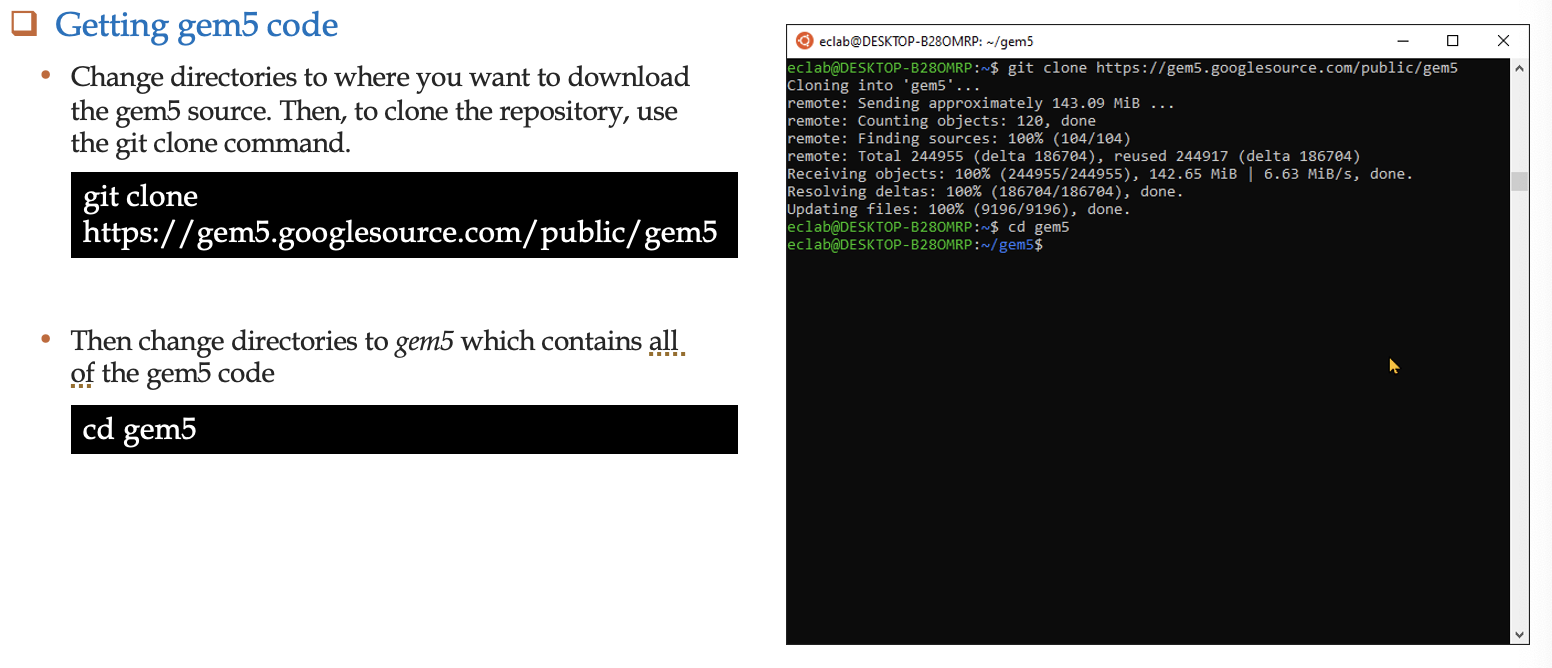 Getting gem5 code
Change directories to where you want to download
the gem5 source. Then, to clone the repository, use
the git clone command.
git clone
https://gem5.googlesource.com/public/gem5
Then change directories to gem5 which contains all
of the gem5 code
cd gem5
eclab@DESKTOP-B28OMRP: ~/gem5
eclab@DESKTOP-B28OMRP:~$ git clone https://gem5.googlesource.com/public/gem5
Cloning into 'gem5'...
remote: Sending approximately 143.09 MiB ...
remote: Counting objects: 120, done
remote: Finding sources: 100% (104/104)
remote: Total 244955 (delta 186704), reused 244917 (delta 186704)
Receiving objects: 100% (244955/244955), 142.65 MiB | 6.63 MiB/s, done.
Resolving deltas: 100% (186704/186704), done.
Updating files: 100% (9196/9196), done.
eclab@DESKTOP-B28OMRP:~$ cd gem5
eclab@DESKTOP-B28OMRP:~/gem5$